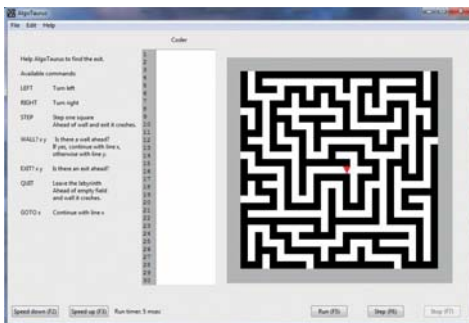 AlgoTaurus
File Edit Help
Coder
Help AlgoTaurus to find the exit.
Available commands:
LEFT Turn left
RIGHT Turn right
STEP Step one square
Ahead of wall and exit it crashes.
WALL? x y Is there a wall ahead?
If yes, continue with line x,
otherwise with line y.
EXIT? x y Is there an exit ahead?
QUIT Leave the labyrinth
Ahead of empty field
and wall it crashes.
GOTO x Continue with line x
1
2
3
4
5
6
7
8
9
10
11
12
13
14
15
16
17
18
19
20
21
22
23
24
25
26
27
28
29
30
Speed down (F2) Speed up (F3) Run time: 5 msec Run (F5) Step (F6) Stop (F7)